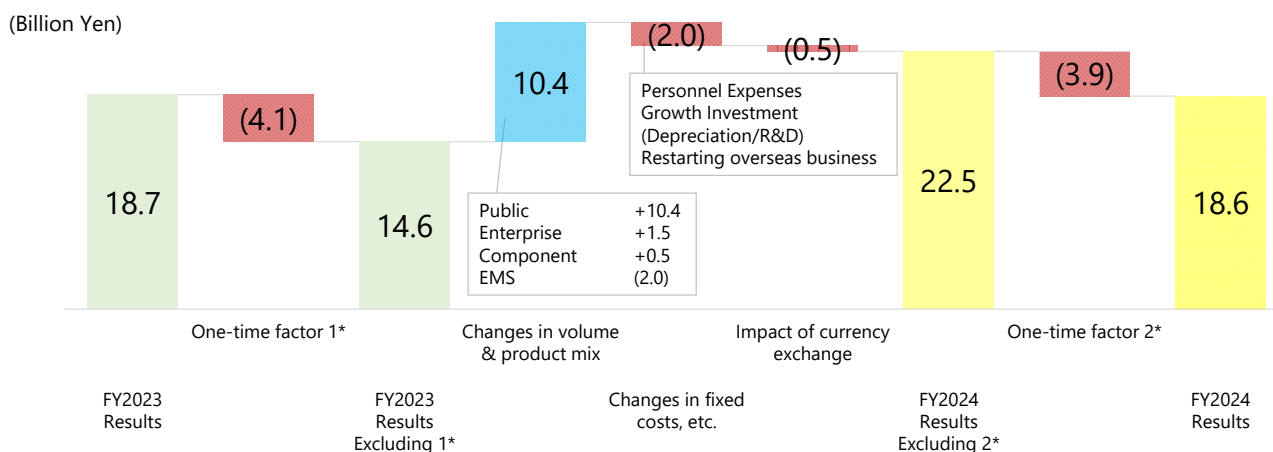 (Billion Yen)
18.7
(4.1)
14.6
10.4
(2.0)
(0.5)
22.5
(3.9)
18.6
Personnel Expenses
Growth Investment
(Depreciation/R&D)
Restarting overseas business
Public +10.4
Enterprise +1.5
Component +0.5
EMS (2.0)
One-time factor 1*
Changes in volume
& product mix
Impact of currency
exchange
One-time factor 2*
FY2023
Results
FY2023
Results
Excluding 1*
Changes in fixed
costs, etc.
FY2024
Results
Excluding 2*
FY2024
Results